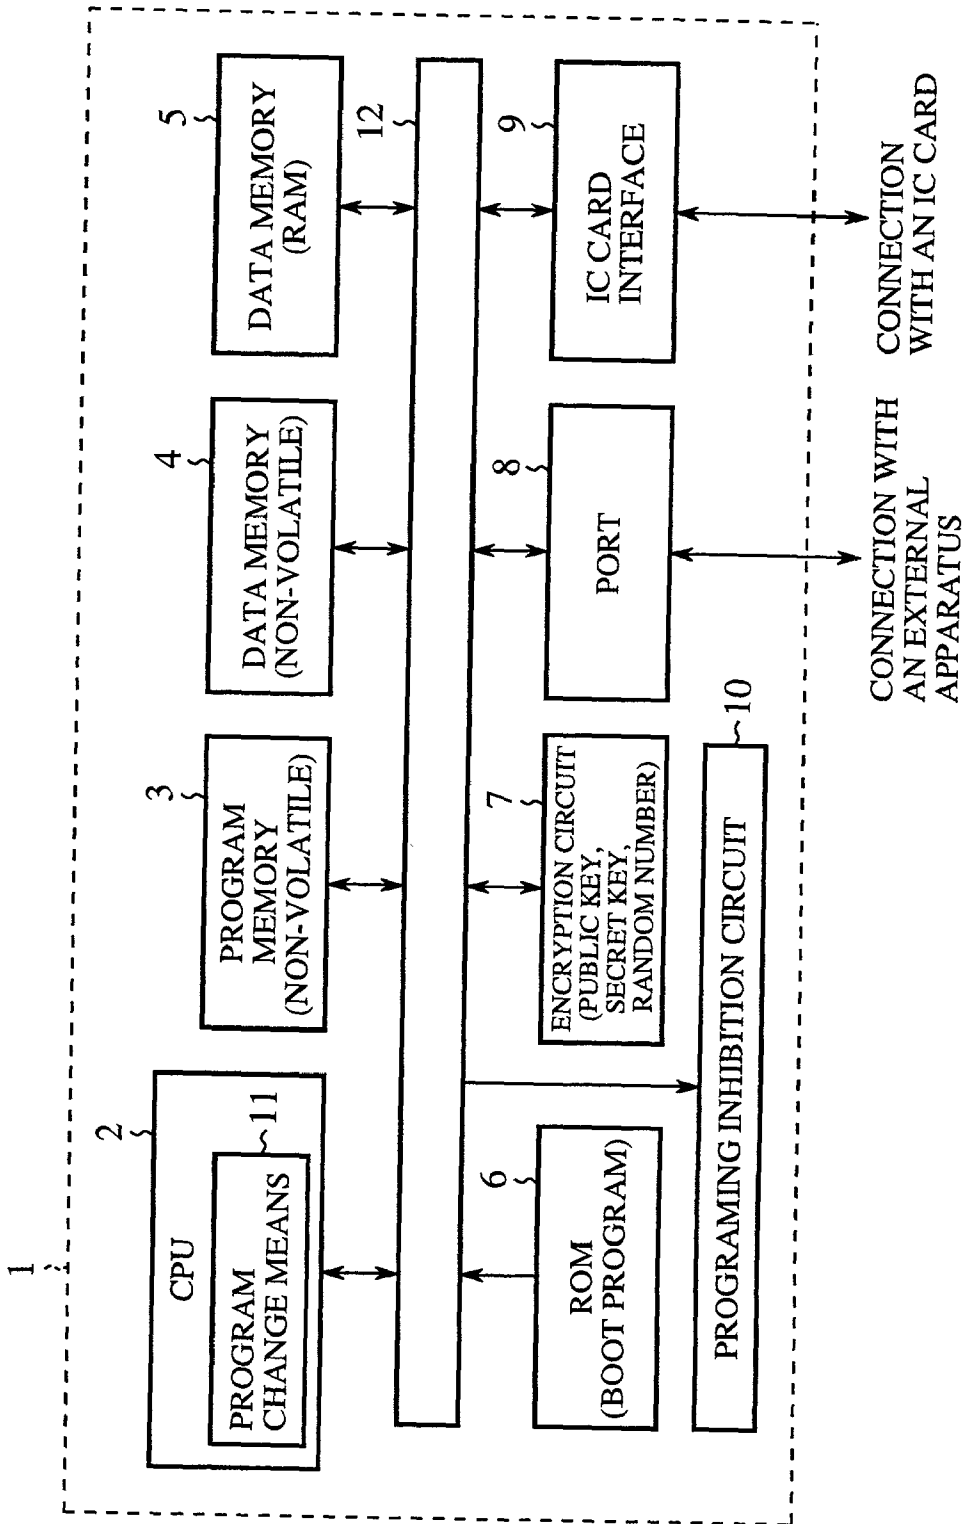 1
2
CPU
11
PROGRAM
CHANGE MEANS
3
PROGRAM
MEMORY
(NON-VOLATILE)
4
DATA MEMORY
(NON-VOLATILE)
5
DATA MEMORY
(RAM)
12
6
ROM
(BOOT PROGRAM)
7
ENCRYPTION CIRCUIT
(PUBLIC KEY,
SECRET KEY,
RANDOM NUMBER)
8
PORT
9
IC CARD
INTERFACE
10
PROGRAMING INHIBITION CIRCUIT
CONNECTION WITH
AN EXTERNAL
APPARATUS
CONNECTION
WITH AN IC CARD